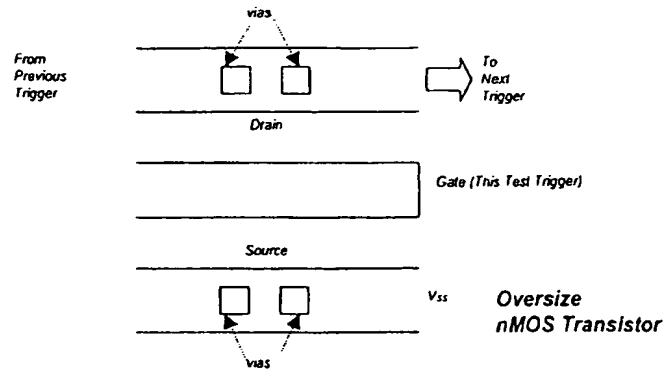 vias
From
Previous
Trigger
To
Next
Trigger
Drain
Gate (This Test Trigger)
Source
Vss
Oversize
nMOS Transistor
vias